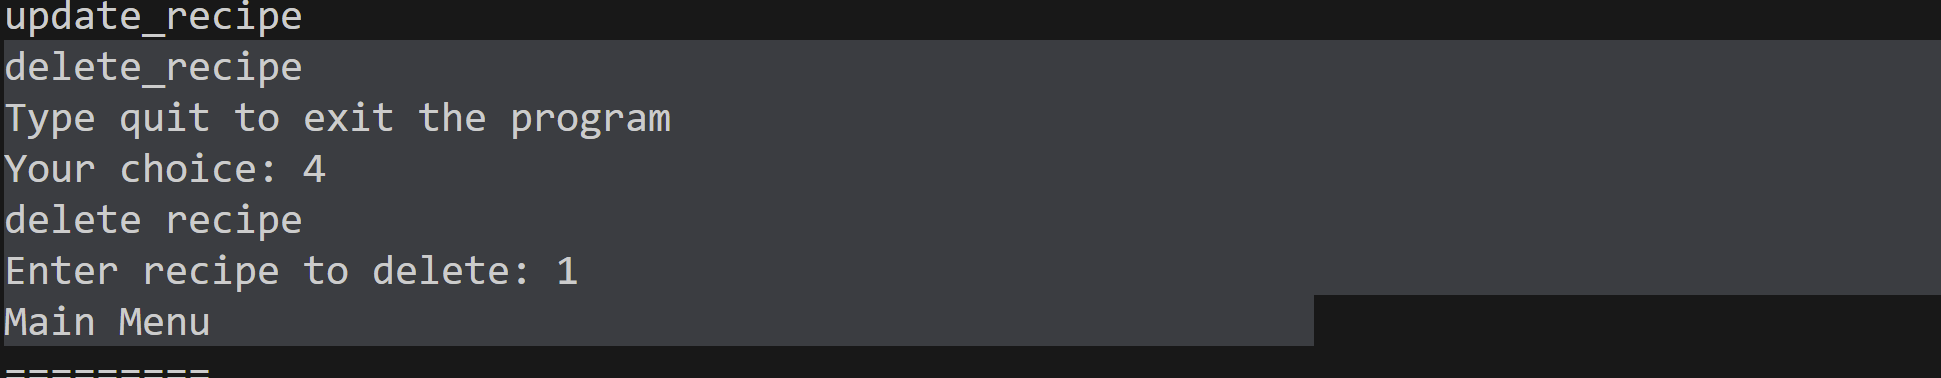 update_recipe
delete_recipe
Type quit to exit the program
Your choice: 4
delete recipe
Enter recipe to delete: 1
Main Menu
=========